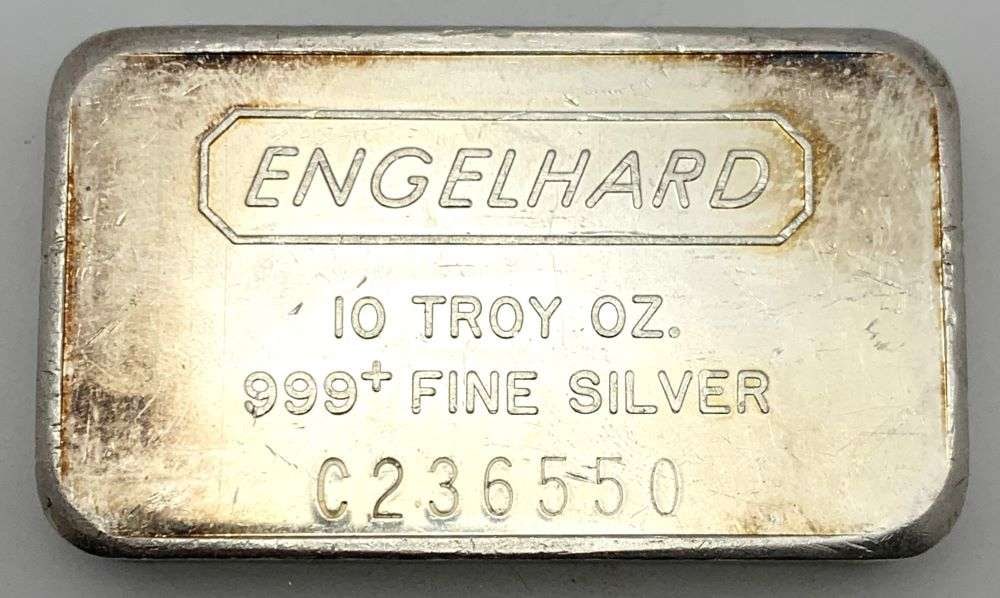 ENGELHARD
10 TROY OZ.
999+ FINE SILVER
C236550